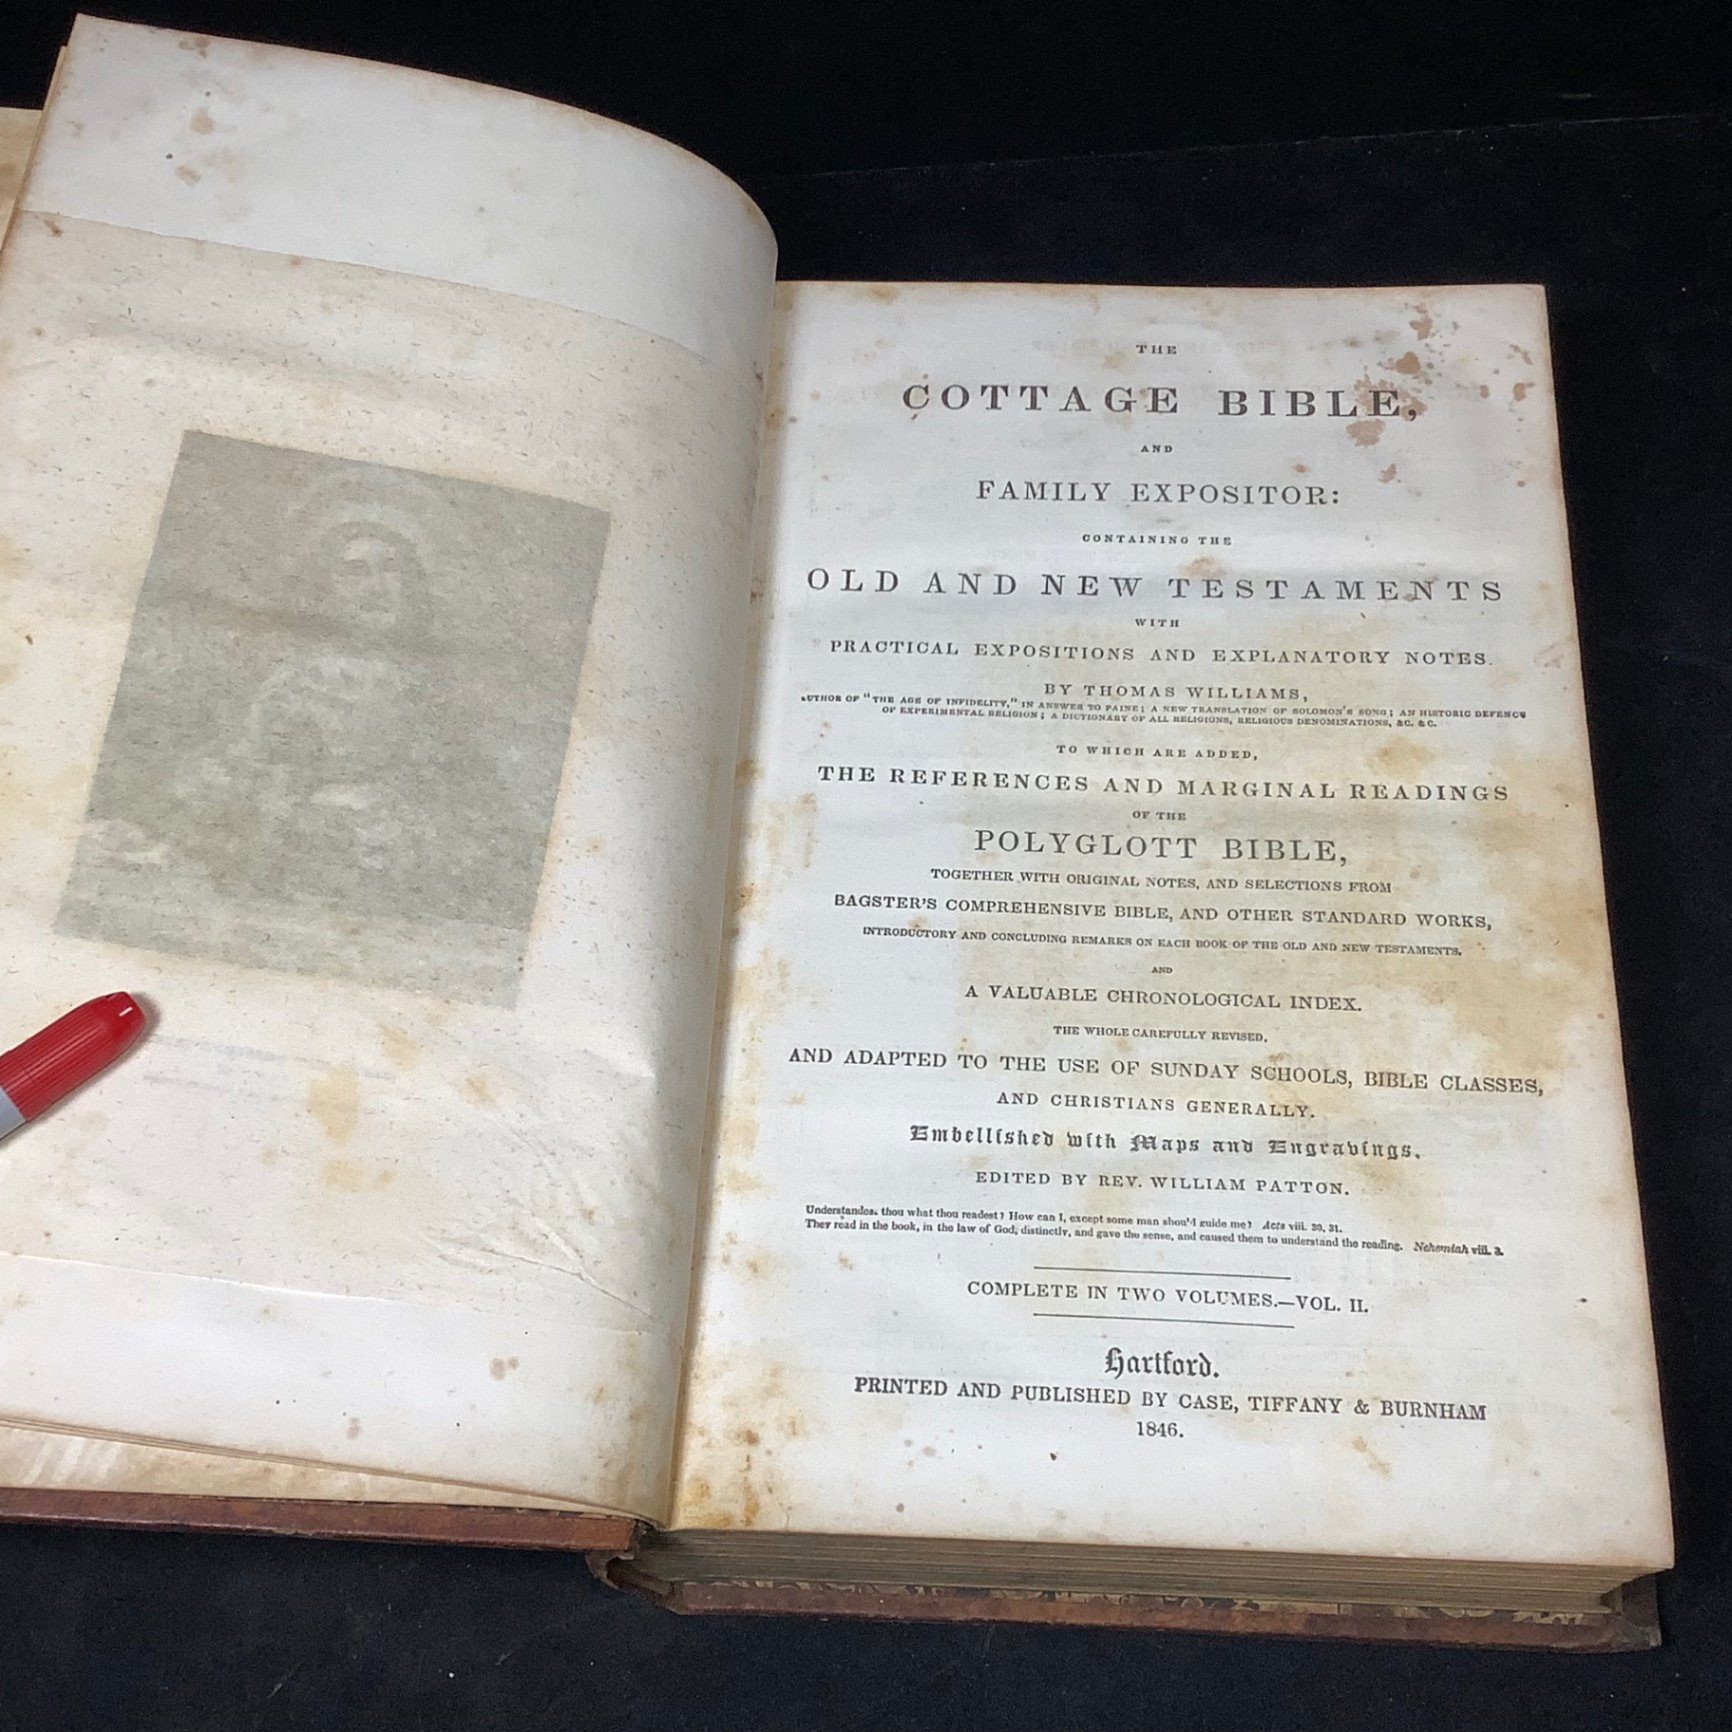 THE
COTTAGE BIBLE,
AND
FAMILY EXPOSITOR:
CONTAINING THE
OLD AND NEW TESTAMENTS
WITH
PRACTICAL EXPOSITIONS AND EXPLANATORY NOTES.
BY THOMAS WILLIAMS,
AUTHOR OF "THE AGE OF INFIDELITY," IN ANSWER TO PAINE; A NEW TRANSLATION OF SOLOMON'S SONG; AN HISTORIC DEFENCE
OF EXPERIMENTAL RELIGION; A DICTIONARY OF ALL RELIGIONS, RELIGIOUS DENOMINATIONS, &C. &C.
TO WHICH ARE ADDED,
THE REFERENCES AND MARGINAL READINGS
OF THE
POLYGLOTT BIBLE,
TOGETHER WITH ORIGINAL NOTES, AND SELECTIONS FROM
BAGSTER'S COMPREHENSIVE BIBLE, AND OTHER STANDARD WORKS,
INTRODUCTORY AND CONCLUDING REMARKS ON EACH BOOK OF THE OLD AND NEW TESTAMENTS,
AND
A VALUABLE CHRONOLOGICAL INDEX.
THE WHOLE CAREFULLY REVISED,
AND ADAPTED TO THE USE OF SUNDAY SCHOOLS, BIBLE CLASSES,
AND CHRISTIANS GENERALLY.
Embellished with Maps and Engravings.
EDITED BY REV. WILLIAM PATTON.
Understandes. thou what thou readest? How can I, except some man shou'd guide me? Acts viii. 30, 31.
They read in the book, in the law of God, distinctly, and gave the sense, and caused them to understand the reading. Nehemiah viii. 8.
COMPLETE IN TWO VOLUMES.—VOL. II.
Hartford.
PRINTED AND PUBLISHED BY CASE, TIFFANY & BURNHAM
1846.